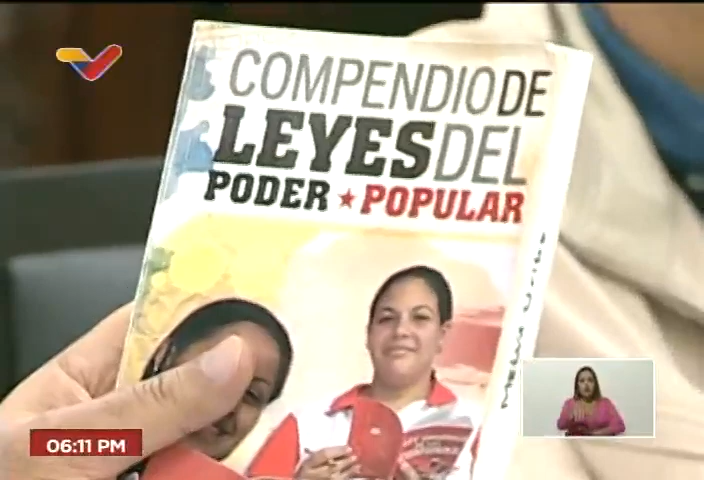 COMPENDIO DE
LEYES DEL
PODER ★ POPULAR
06:11 PM